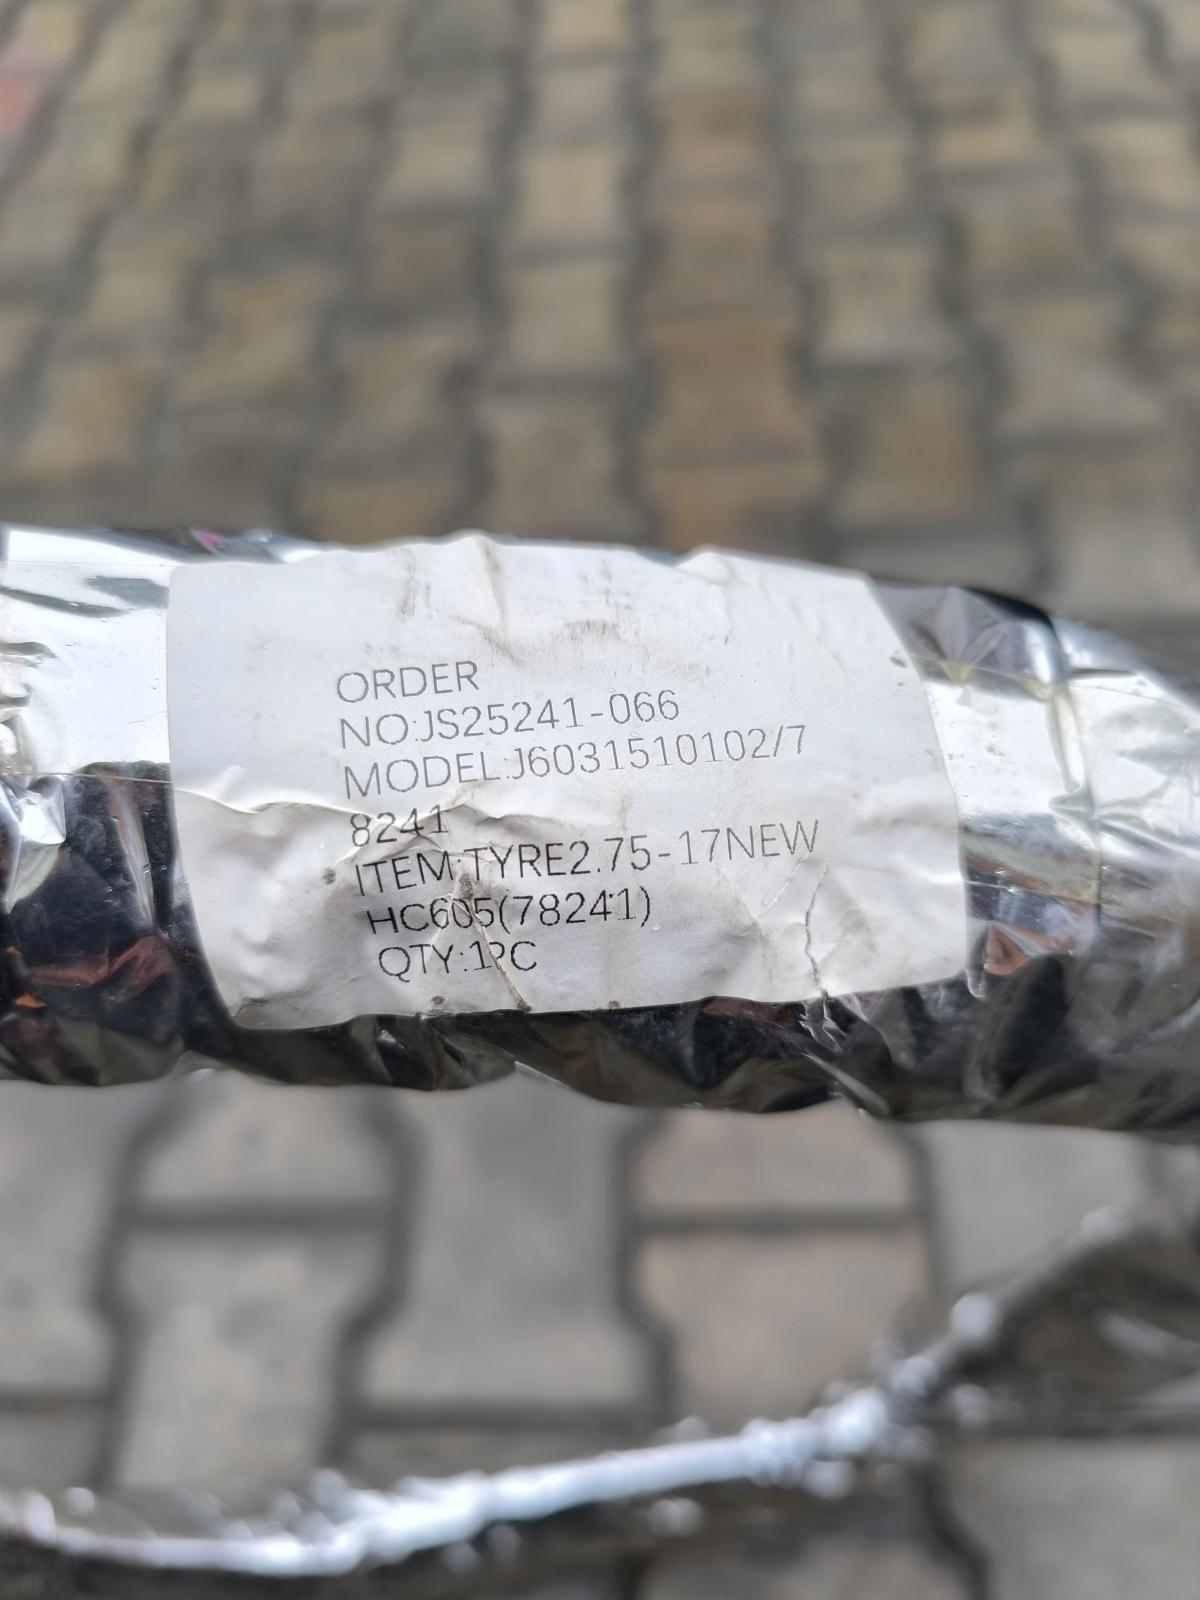 ORDER
NO:JS25241-066
MODEL:J6031510102/7
8241
ITEM:TYRE2.75-17NEW
HC605(78241)
QTY:1PC